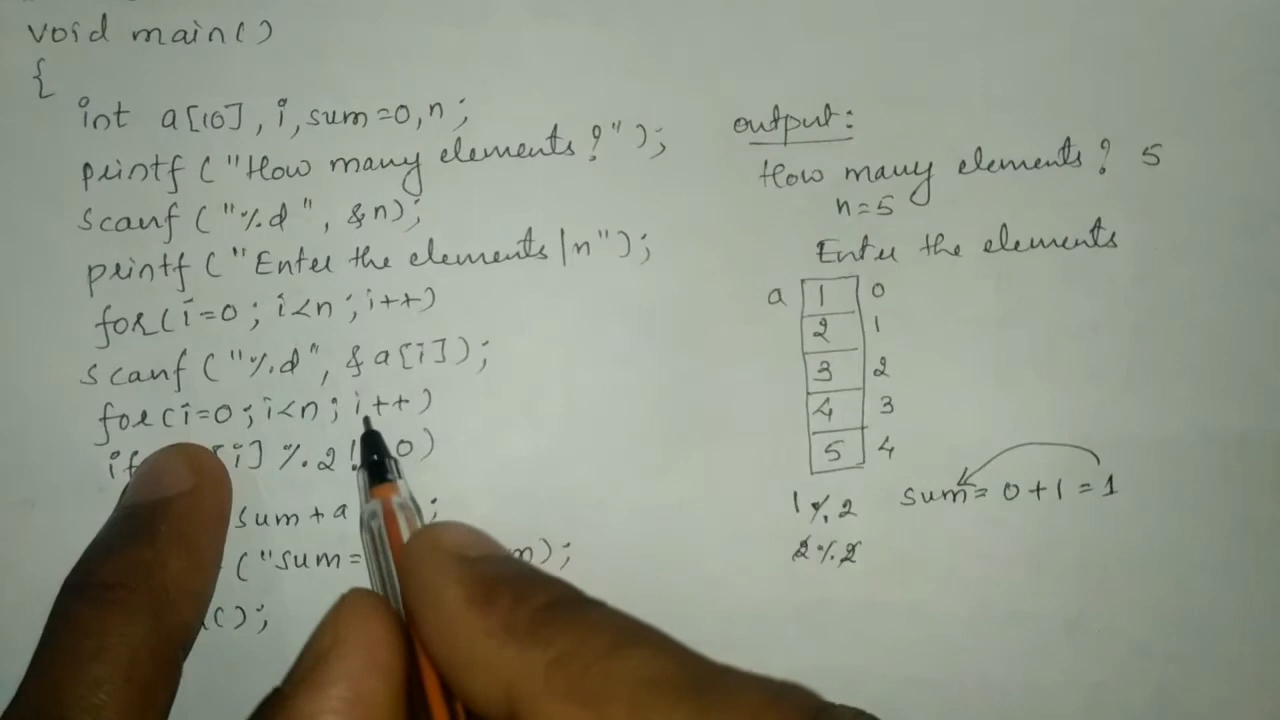 void main()
{
int a[10], i, sum=0, n;
printf ("How many elements?");
scanf ("%d", &n);
printf ("Enter the elements |n");
for(i=0; i<n; i++)
scanf ("%d", &a[i]);
for(i=0; i<n; i++)
if [i] %2! 0)
sum + a ;
("sum= );
();
output:
How many elements? 5
n=5
Enter the elements
a 1 0
2 1
3 2
4 3
5 4
1%2 sum= 0+1=1
2%2